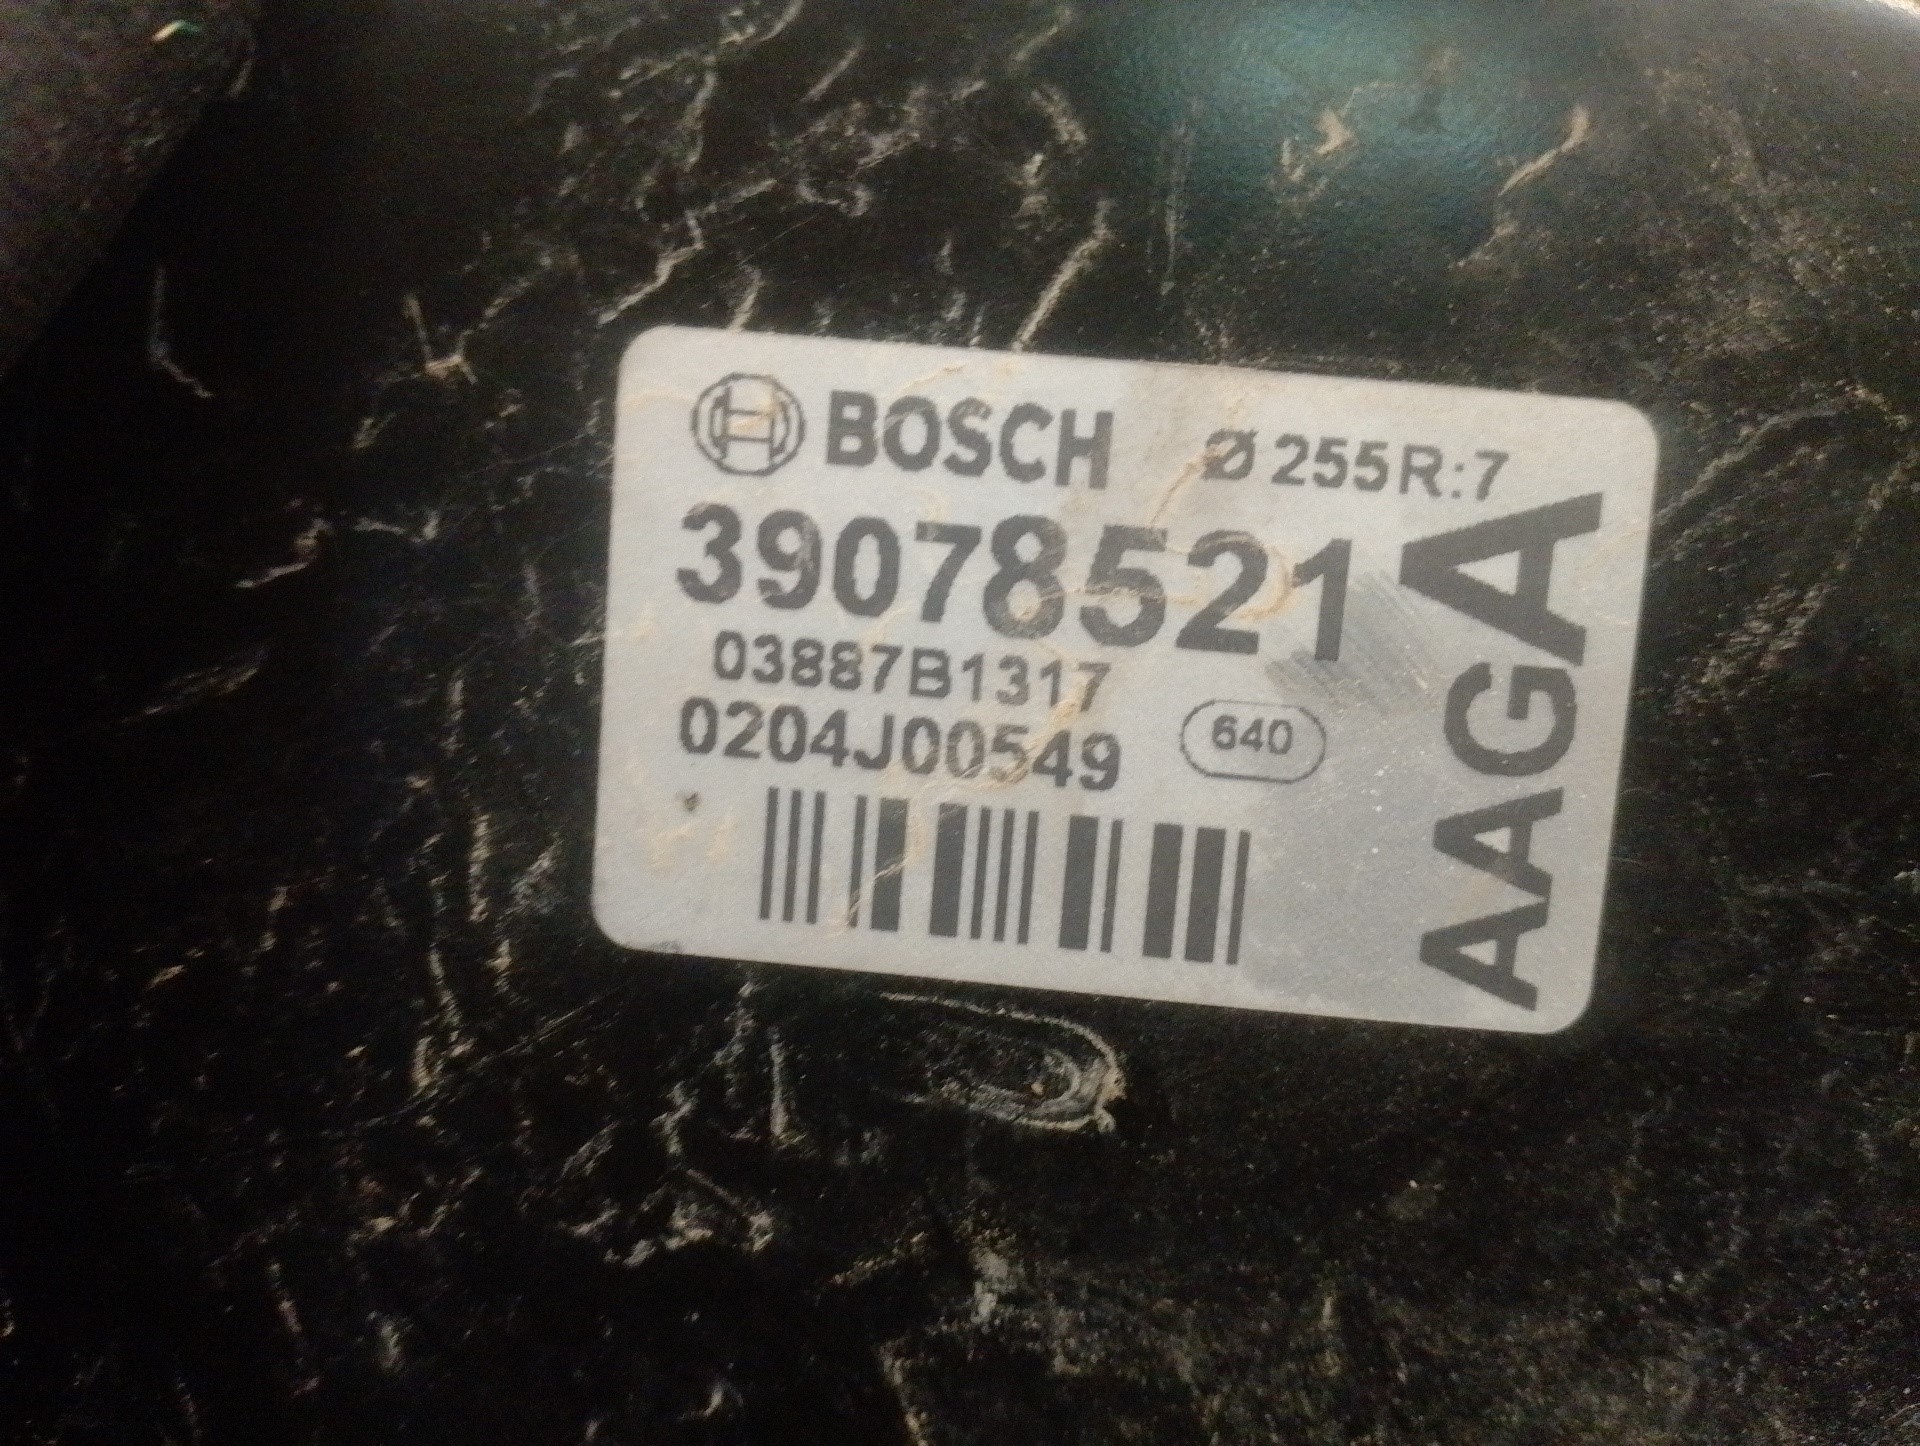 BOSCH Ø255R:7
39078521
03887B1317
0204J00549
640
AAGA